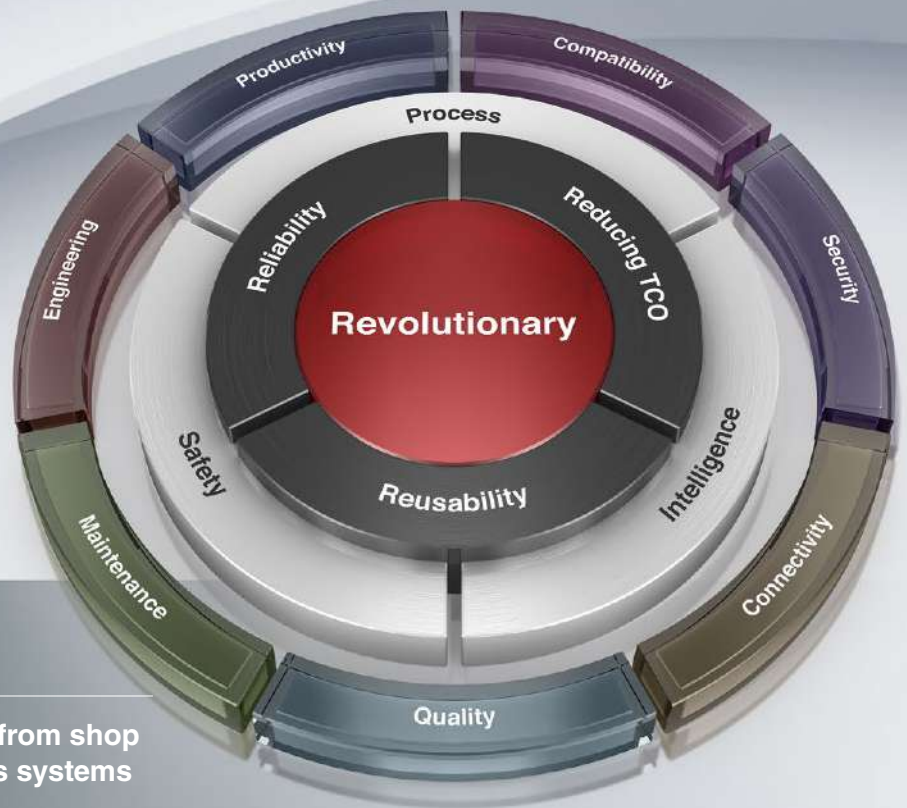 Productivity
Compatibility
Process
Engineering
Reliability
Reducing TCO
Security
Revolutionary
Safety
Intelligence
Reusability
Maintenance
Connectivity
Quality
from shop
systems